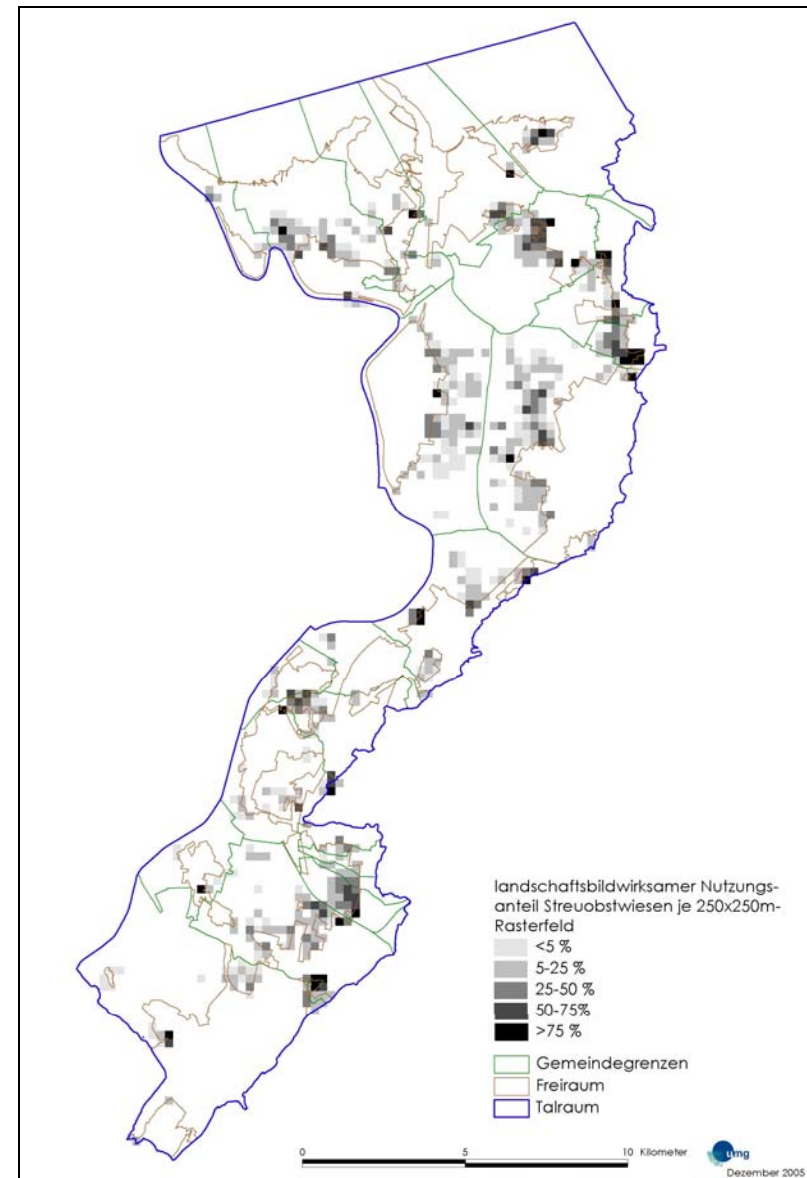 landschaftsbildwirksamer Nutzungs-
anteil Streuobstwiesen je 250x250m-
Rasterfeld
<5 %
5-25 %
25-50 %
50-75%
>75 %
Gemeindegrenzen
Freiraum
Talraum
0 5 10 Kilometer
umg
Dezember 2005